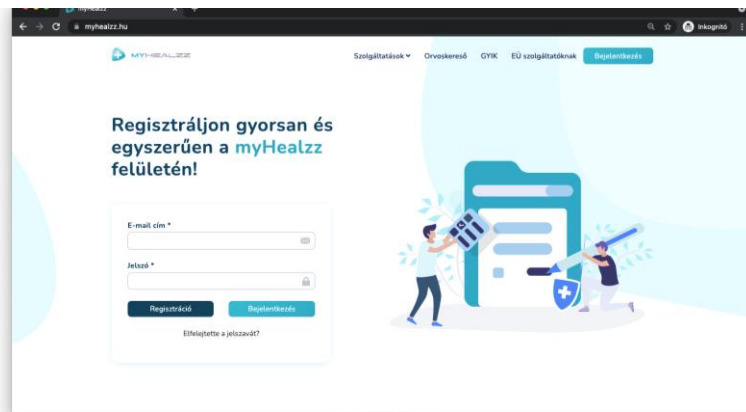 myHealzz
myhealzz.hu
Inkognitó
MYHEALZZ
Szolgáltatások
Orvoskereső
GYIK
EÜ szolgáltatóknak
Bejelentkezés
Regisztráljon gyorsan és
egyszerűen a myHealzz
felületén!
E-mail cím *
Jelszó *
Regisztráció
Bejelentkezés
Elfelejtette a jelszavát?